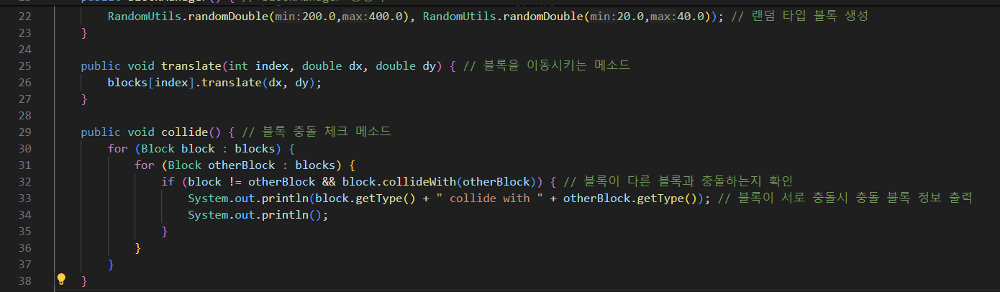 22 RandomUtils.randomDouble(min:200.0,max:400.0), RandomUtils.randomDouble(min:20.0,max:40.0)); // 랜덤 타입 블록 생성
23 }
24
25 public void translate(int index, double dx, double dy) { // 블록을 이동시키는 메소드
26 blocks[index].translate(dx, dy);
27 }
28
29 public void collide() { // 블록 충돌 체크 메소드
30 for (Block block : blocks) {
31 for (Block otherBlock : blocks) {
32 if (block != otherBlock && block.collideWith(otherBlock)) { // 블록이 다른 블록과 충돌하는지 확인
33 System.out.println(block.getType() + " collide with " + otherBlock.getType()); // 블록이 서로 충돌시 충돌 블록 정보 출력
34 System.out.println();
35 }
36 }
37 }
38 }